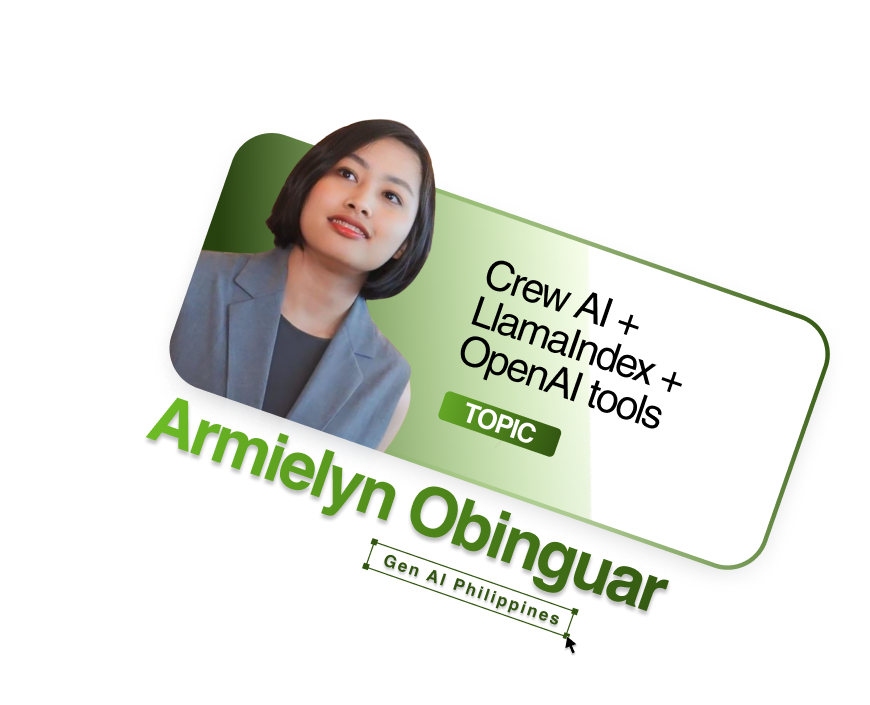 Crew AI +
LlamaIndex +
OpenAI tools
TOPIC
Armielyn Obinguar
Gen AI Philippines